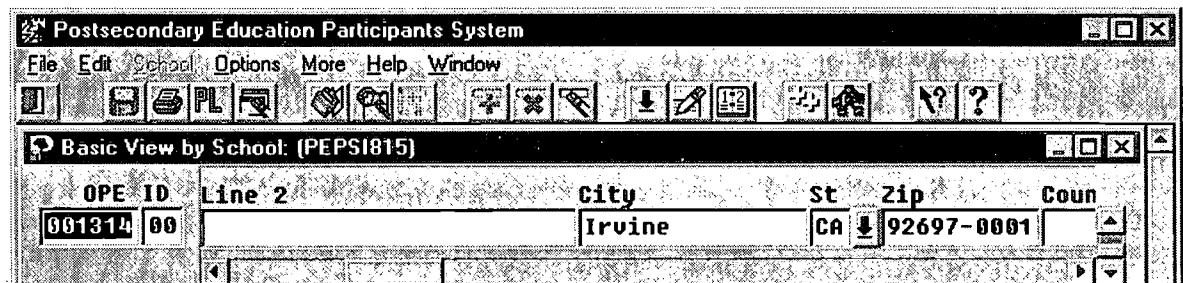 Postsecondary Education Participants System
File Edit School Options More Help Window
PL ? ?
Basic View by School: (PEPSI815)
OPE ID Line 2 City St Zip Coun
001314 00 Irvine CA 92697-0001